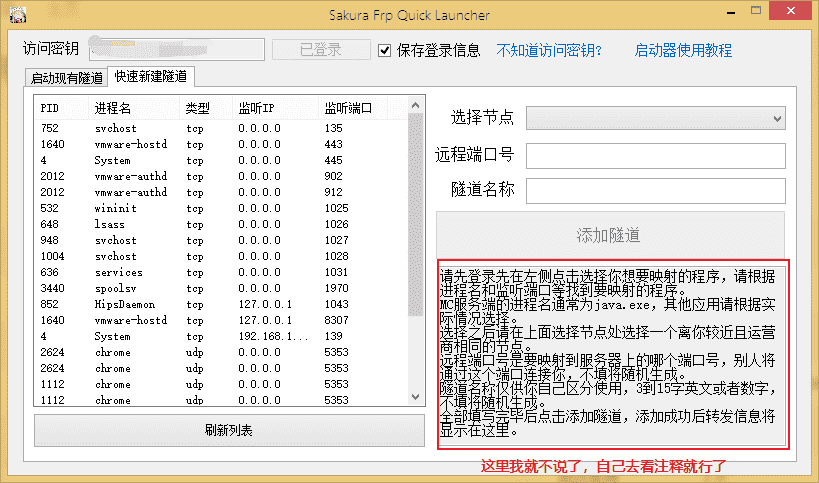 Sakura Frp Quick Launcher
访问密钥
已登录
保存登录信息
不知道访问密钥？
启动器使用教程
启动现有隧道
快速新建隧道
PID 进程名 类型 监听IP 监听端口
752 svchost tcp 0.0.0.0 135
1640 vmware-hostd tcp 0.0.0.0 443
4 System tcp 0.0.0.0 445
2012 vmware-authd tcp 0.0.0.0 902
2012 vmware-authd tcp 0.0.0.0 912
532 wininit tcp 0.0.0.0 1025
648 lsass tcp 0.0.0.0 1026
948 svchost tcp 0.0.0.0 1027
1004 svchost tcp 0.0.0.0 1028
636 services tcp 0.0.0.0 1031
3440 spoolsv tcp 0.0.0.0 1970
852 HipsDaemon tcp 127.0.0.1 1043
1640 vmware-hostd tcp 127.0.0.1 8307
4 System tcp 192.168.1... 139
2624 chrome udp 0.0.0.0 5353
2624 chrome udp 0.0.0.0 5353
1112 chrome udp 0.0.0.0 5353
1112 chrome udp 0.0.0.0 5353
刷新列表
选择节点
远程端口号
隧道名称
添加隧道
请先登录先在左侧点击选择你想要映射的程序，请根据
进程名和监听端口等找到要映射的程序。
MC服务端的进程名通常为java.exe，其他应用请根据实
际情况选择。
选择之后请在上面选择节点处选择一个离你较近且运营
商相同的节点。
远程端口号是要映射到服务器上的哪个端口号，别人将
通过这个端口连接你，不填将随机生成。
隧道名称仅供你自己区分使用，3到15字英文或者数字，
不填将随机生成。
全部填写完毕后点击添加隧道，添加成功后转发信息将
显示在这里。
这里我就不说了，自己去看注释就行了